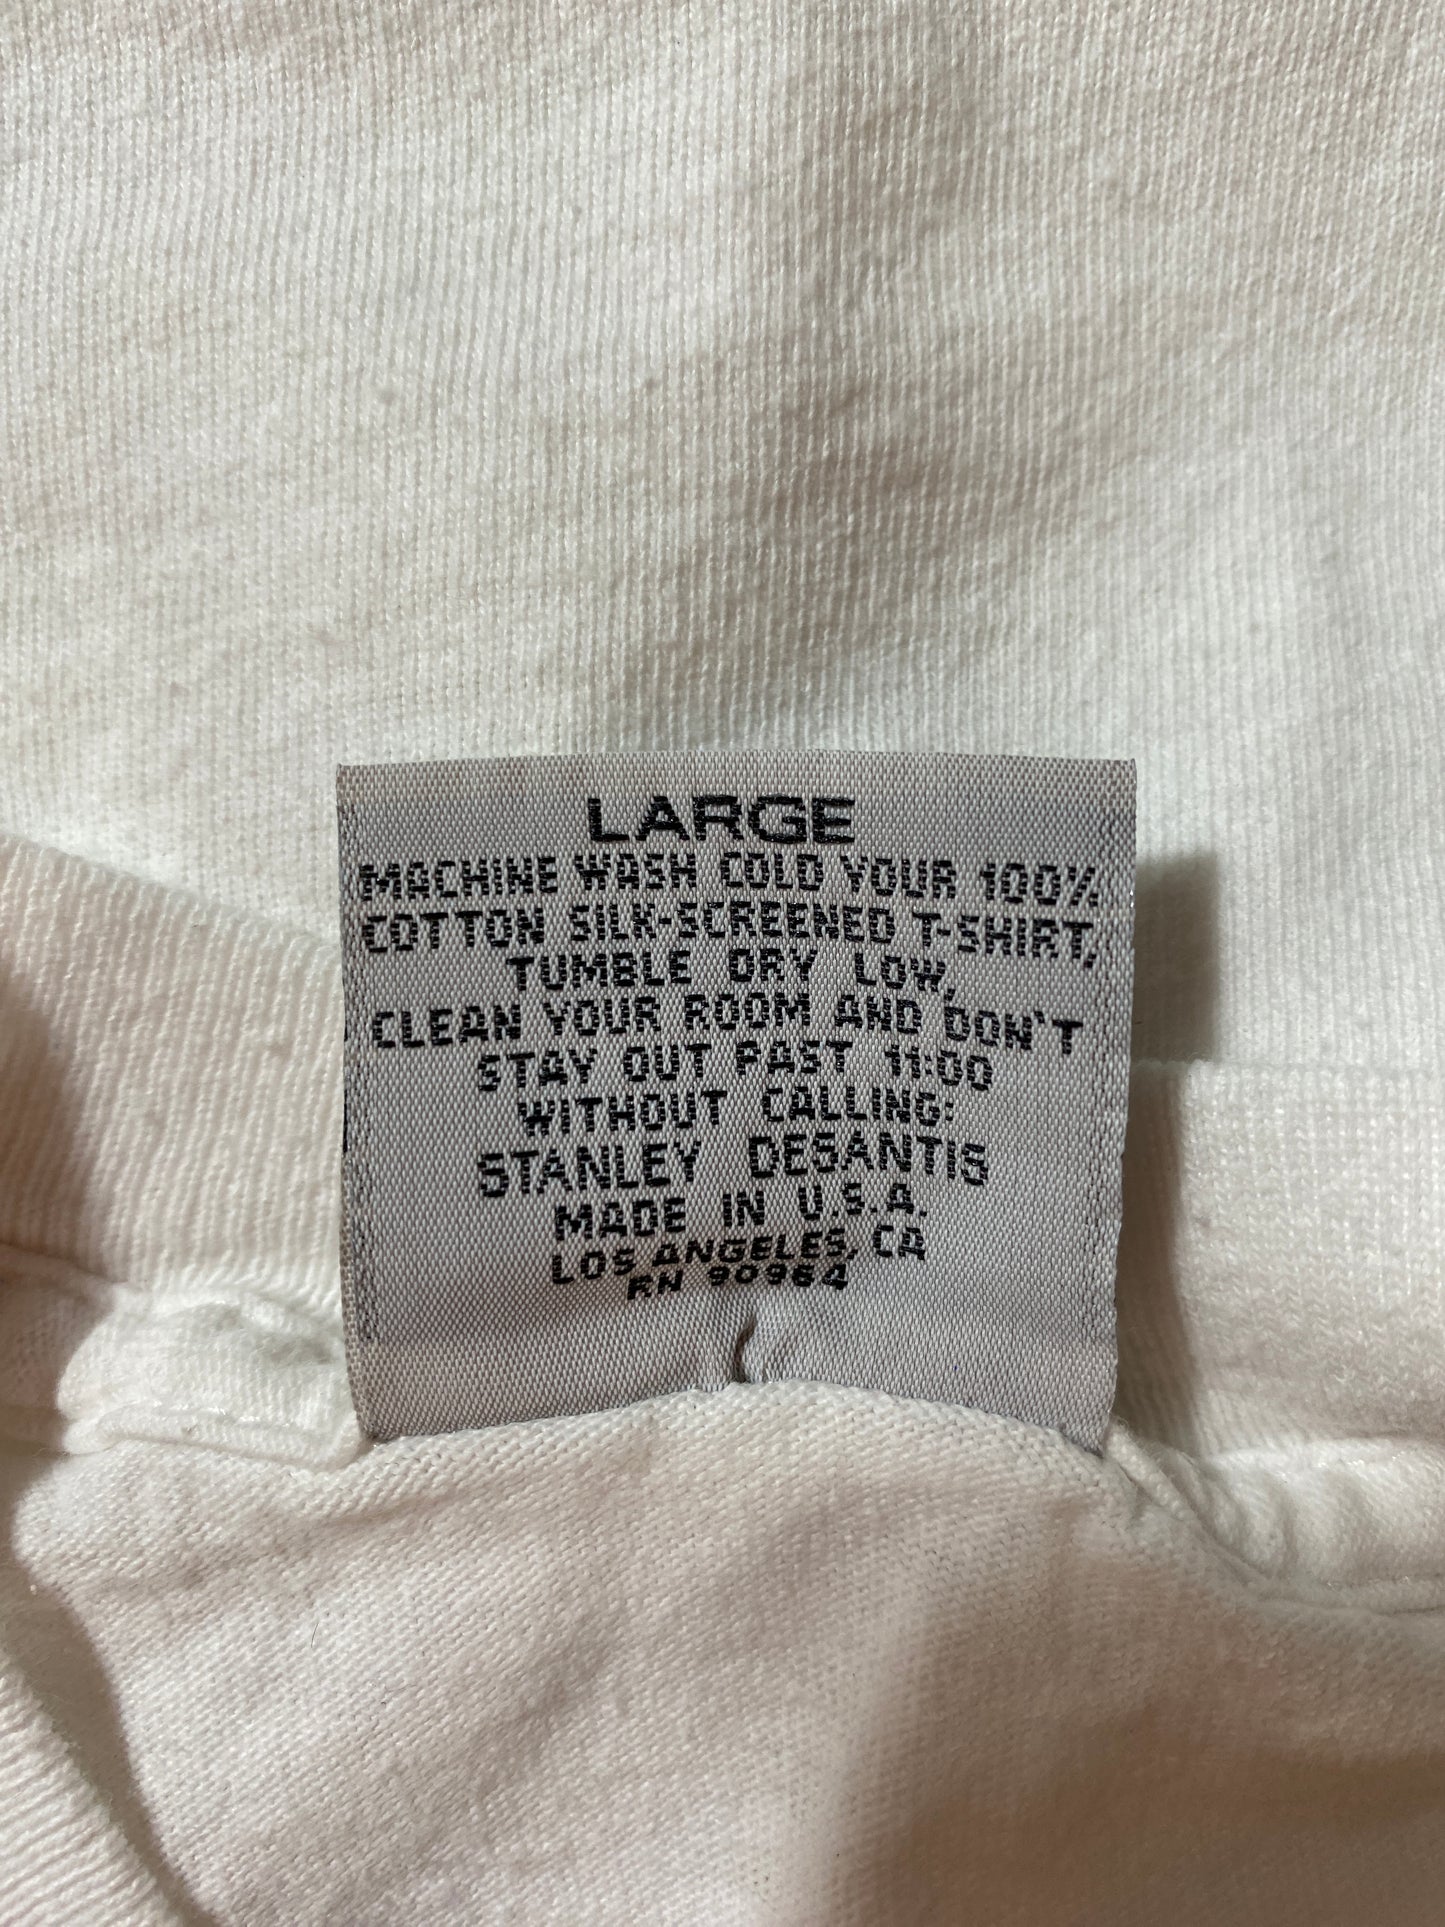 LARGE
MACHINE WASH COLD YOUR 100%
COTTON SILK-SCREENED T-SHIRT,
TUMBLE DRY LOW,
CLEAN YOUR ROOM AND DON'T
STAY OUT PAST 11:00
WITHOUT CALLING:
STANLEY DESANTIS
MADE IN U.S.A.
LOS ANGELES, CA
RN 90964